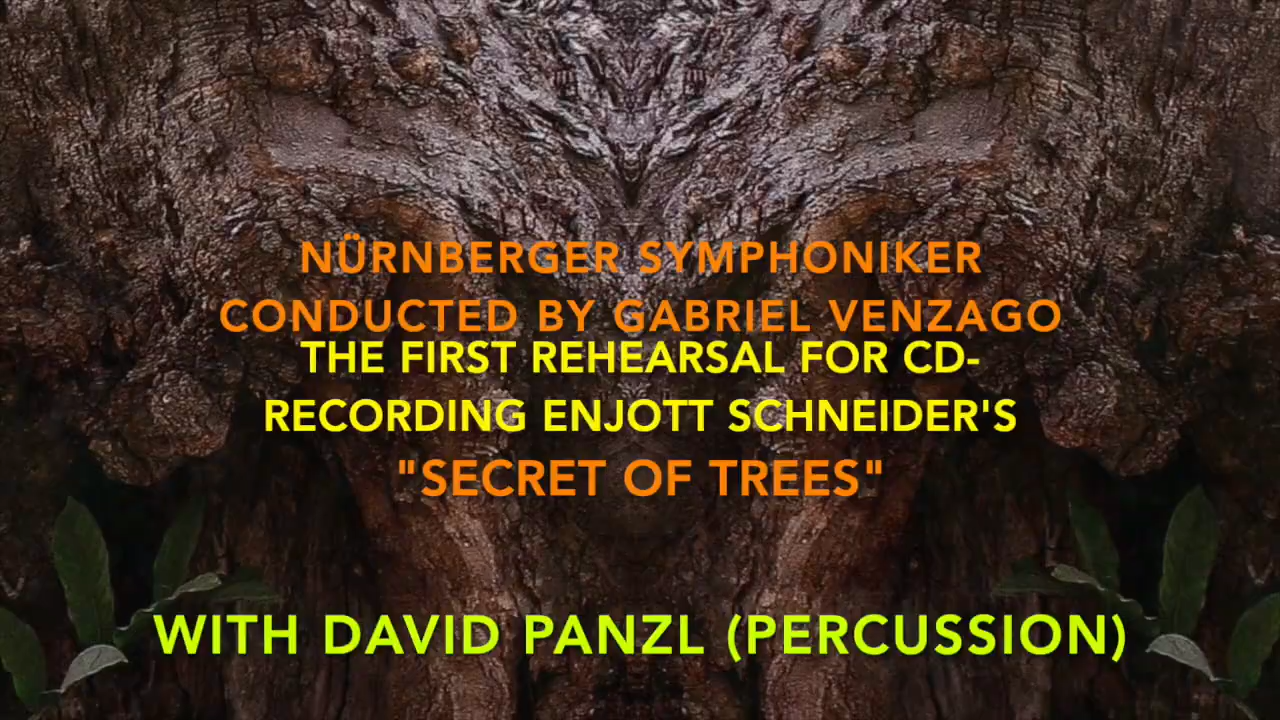 NÜRNBERGER SYMPHONIKER
CONDUCTED BY GABRIEL VENZAGO
THE FIRST REHEARSAL FOR CD-
RECORDING ENJOTT SCHNEIDER'S
"SECRET OF TREES"
WITH DAVID PANZL (PERCUSSION)